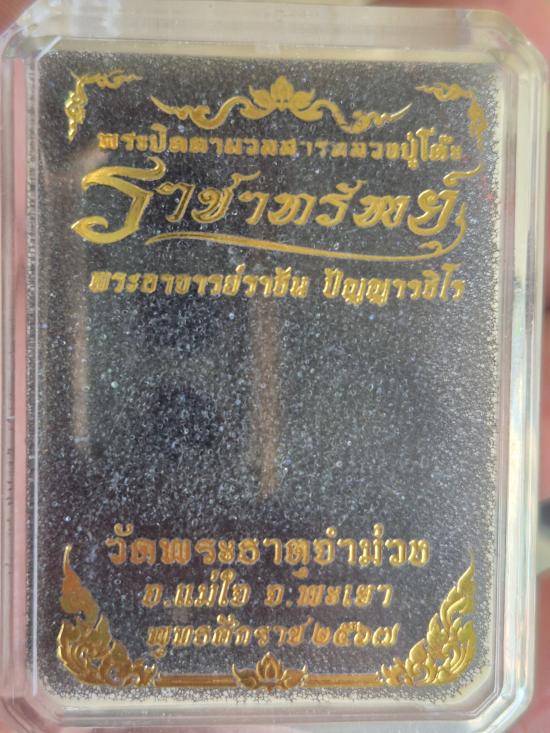 พระปิดตามวลสารหลวงปู่โต๊ะ
ราชาทรัพย์
พระอาจารย์ราชัน ปัญญาวชิโร
วัดพระธาตุจำม่วง
อ.แม่ใจ จ.พะเยา
พุทธศักราช ๒๕๖๗